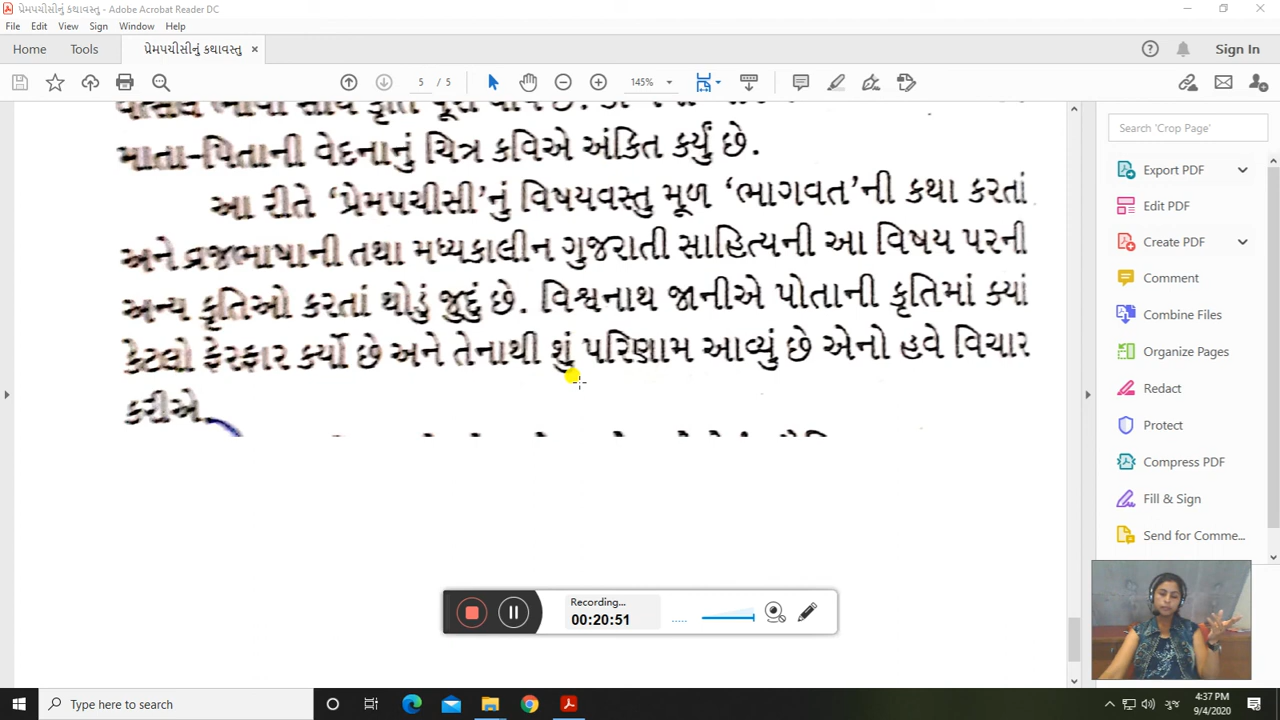 પ્રેમપચીસીનું કથાવસ્તુ - Adobe Acrobat Reader DC
File Edit View Sign Window Help
Home Tools પ્રેમપચીસીનું કથાવસ્તુ × Sign In
5 / 5 145%
માતા-પિતાની વેદનાનું ચિત્ર કવિએ અંકિત કર્યું છે.
આ રીતે ‘પ્રેમપચીસી’નું વિષયવસ્તુ મૂળ ‘ભાગવત’ની કથા કરતાં
અને વ્રજભાષાની તથા મધ્યકાલીન ગુજરાતી સાહિત્યની આ વિષય પરની
અન્ય કૃતિઓ કરતાં થોડું જુદું છે. વિશ્વનાથ જાનીએ પોતાની કૃતિમાં ક્યાં
કેટલો ફેરફાર કર્યો છે અને તેનાથી શું પરિણામ આવ્યું છે એનો હવે વિચાર
કરીએ.
Search 'Crop Page'
Export PDF
Edit PDF
Create PDF
Comment
Combine Files
Organize Pages
Redact
Protect
Compress PDF
Fill & Sign
Send for Comme...
Recording...
00:20:51
Type here to search
4:37 PM
9/4/2020